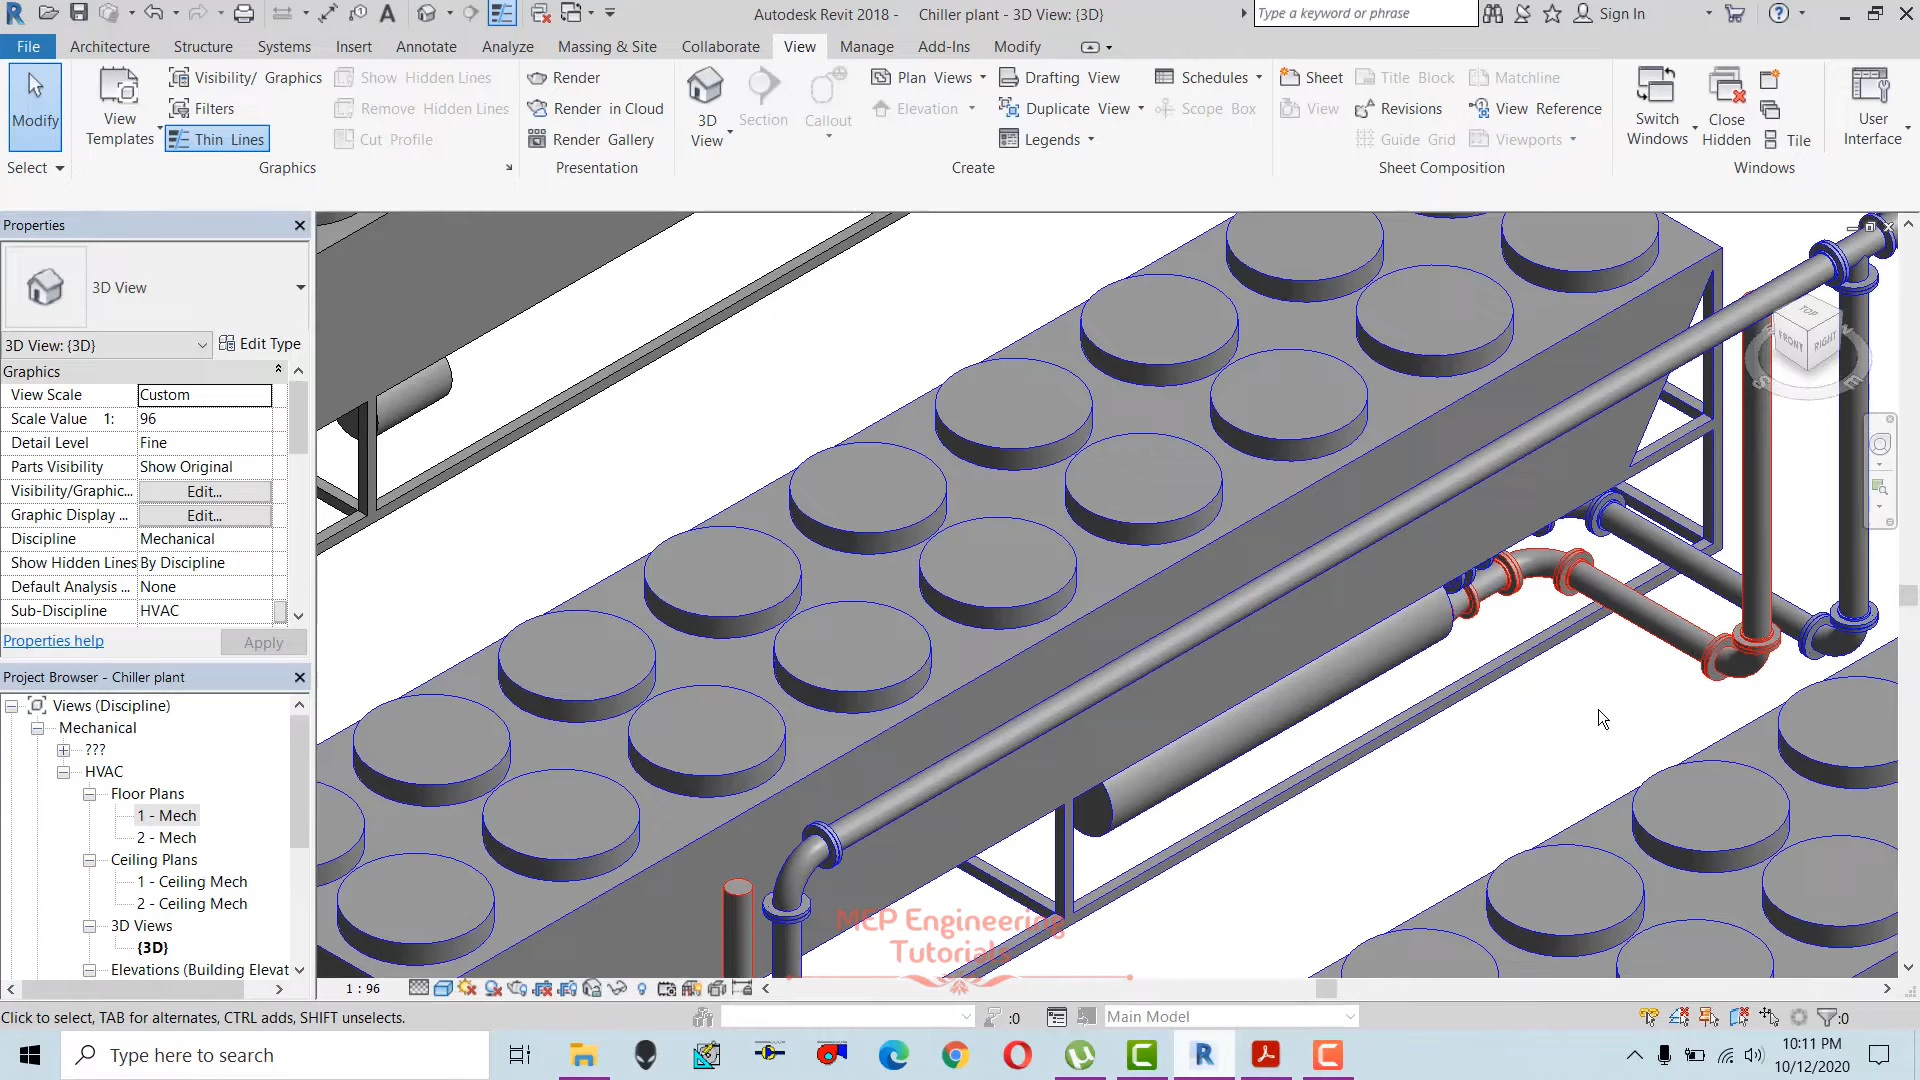 Autodesk Revit 2018 - Chiller plant - 3D View: {3D}
Type a keyword or phrase
Sign In
File Architecture Structure Systems Insert Annotate Analyze Massing & Site Collaborate View Manage Add-Ins Modify
Modify
Select
View Templates
Visibility/ Graphics
Filters
Thin Lines
Show Hidden Lines
Remove Hidden Lines
Cut Profile
Graphics
Render
Render in Cloud
Render Gallery
Presentation
3D View
Section
Callout
Plan Views
Elevation
Drafting View
Duplicate View
Legends
Schedules
Scope Box
Create
Sheet
View
Title Block
Revisions
Guide Grid
Matchline
View Reference
Viewports
Sheet Composition
Switch Windows
Close Hidden
Tile
Windows
User Interface
Properties
3D View
3D View: {3D}
Edit Type
Graphics
View Scale Custom
Scale Value 1: 96
Detail Level Fine
Parts Visibility Show Original
Visibility/Graphic... Edit...
Graphic Display ... Edit...
Discipline Mechanical
Show Hidden Lines By Discipline
Default Analysis ... None
Sub-Discipline HVAC
Properties help
Apply
Project Browser - Chiller plant
Views (Discipline)
Mechanical
???
HVAC
Floor Plans
1 - Mech
2 - Mech
Ceiling Plans
1 - Ceiling Mech
2 - Ceiling Mech
3D Views
{3D}
Elevations (Building Elevat
TOP
FRONT
RIGHT
S
E
MEP Engineering
Tutorials
1 : 96
Click to select, TAB for alternates, CTRL adds, SHIFT unselects.
:0
Main Model
:0
Type here to search
10:11 PM
10/12/2020